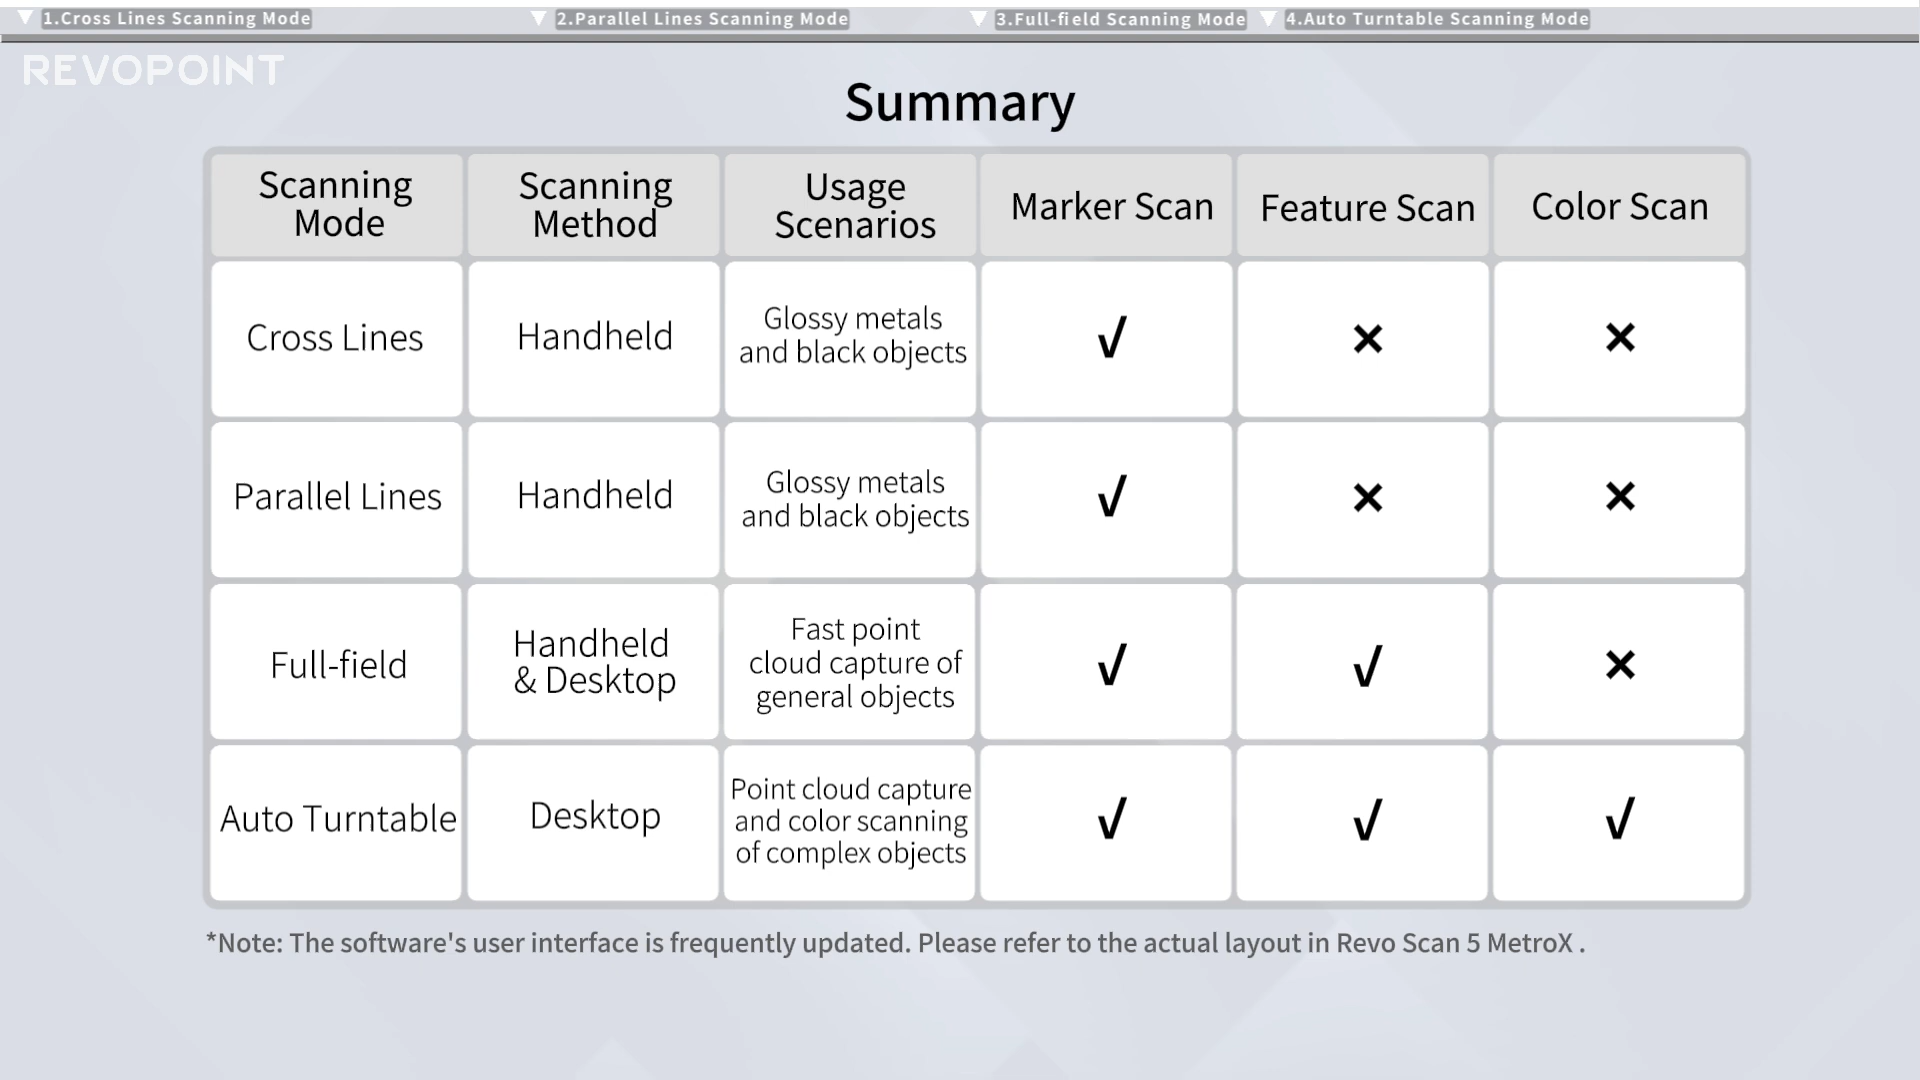 1.Cross Lines Scanning Mode
2.Parallel Lines Scanning Mode
3.Full-field Scanning Mode
4.Auto Turntable Scanning Mode
REVOPOINT
Summary
Scanning
Mode
Scanning
Method
Usage
Scenarios
Marker Scan
Feature Scan
Color Scan
Cross Lines
Handheld
Glossy metals
and black objects
√
×
×
Parallel Lines
Handheld
Glossy metals
and black objects
√
×
×
Full-field
Handheld
& Desktop
Fast point
cloud capture of
general objects
√
√
×
Auto Turntable
Desktop
Point cloud capture
and color scanning
of complex objects
√
√
√
*Note: The software's user interface is frequently updated. Please refer to the actual layout in Revo Scan 5 MetroX .